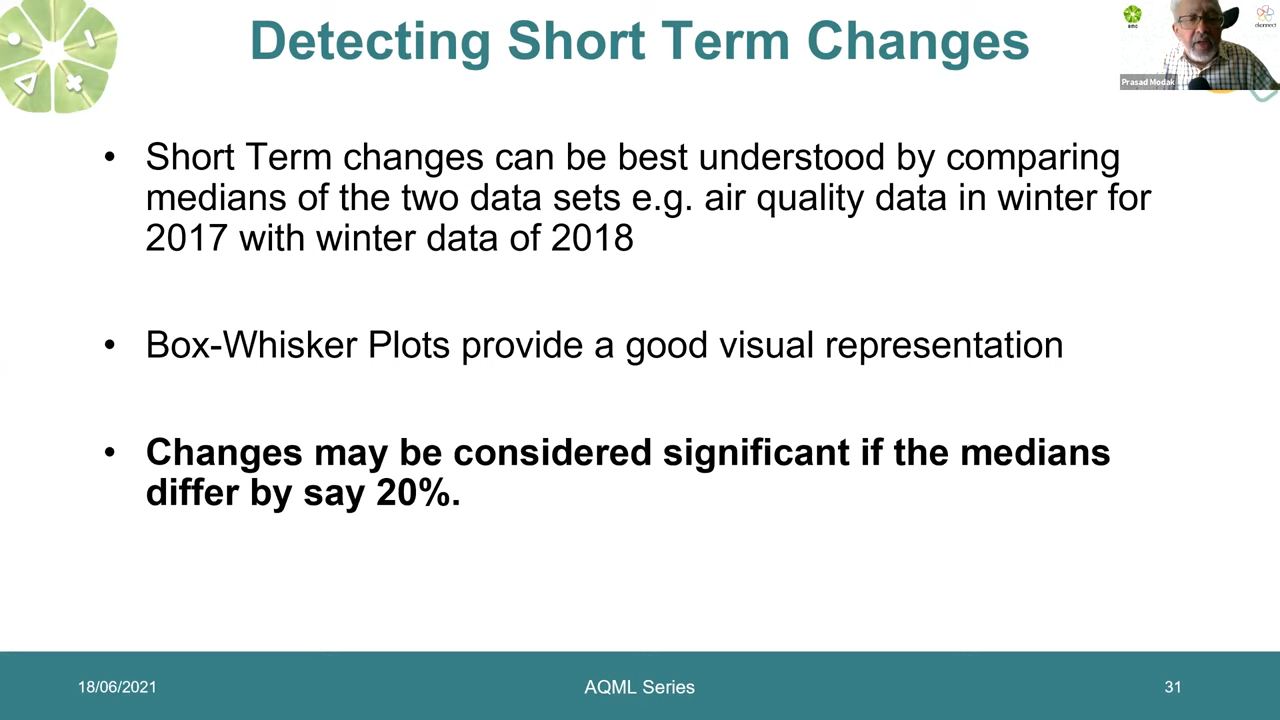 Detecting Short Term Changes
emc
ekonnect
Prasad Modak
• Short Term changes can be best understood by comparing
medians of the two data sets e.g. air quality data in winter for
2017 with winter data of 2018
• Box-Whisker Plots provide a good visual representation
• Changes may be considered significant if the medians
differ by say 20%.
18/06/2021
AQML Series
31